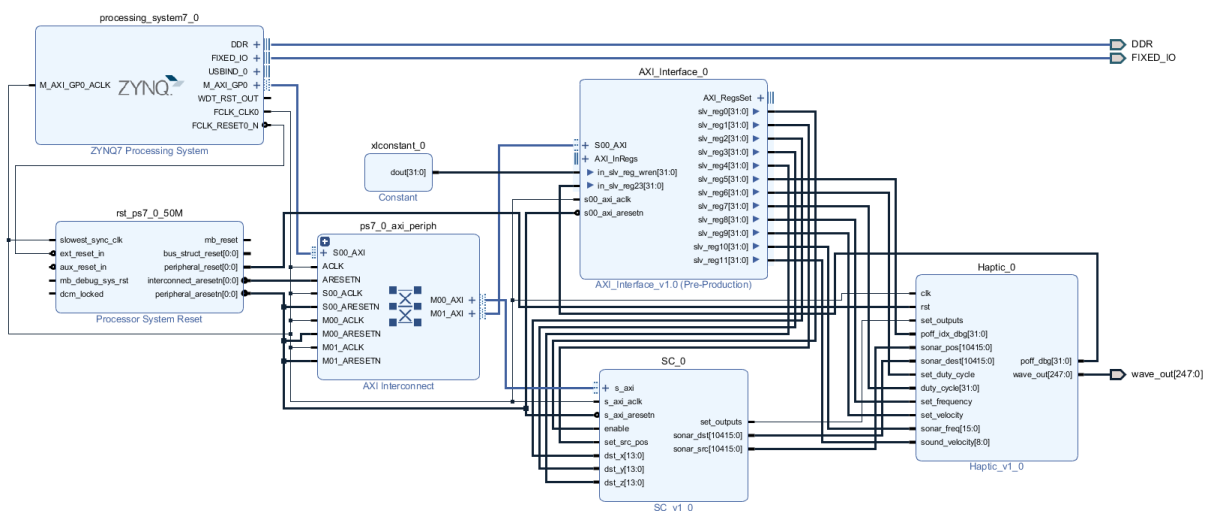 processing_system7_0
DDR
FIXED_IO
USBIND_0
M_AXI_GP0
WDT_RST_OUT
FCLK_CLK0
FCLK_RESET0_N
M_AXI_GP0_ACLK
ZYNQ
ZYNQ7 Processing System
DDR
FIXED_IO
AXI_Interface_0
AXI_RegsSet
slv_reg0[31:0]
slv_reg1[31:0]
slv_reg2[31:0]
slv_reg3[31:0]
slv_reg4[31:0]
slv_reg5[31:0]
slv_reg6[31:0]
slv_reg7[31:0]
slv_reg8[31:0]
slv_reg9[31:0]
slv_reg10[31:0]
slv_reg11[31:0]
S00_AXI
AXI_InRegs
in_slv_reg_wren[31:0]
in_slv_reg23[31:0]
s00_axi_aclk
s00_axi_aresetn
AXI_Interface_v1.0 (Pre-Production)
xlconstant_0
dout[31:0]
Constant
rst_ps7_0_50M
slowest_sync_clk
ext_reset_in
aux_reset_in
mb_debug_sys_rst
dcm_locked
mb_reset
bus_struct_reset[0:0]
peripheral_reset[0:0]
interconnect_aresetn[0:0]
peripheral_aresetn[0:0]
Processor System Reset
ps7_0_axi_periph
S00_AXI
ACLK
ARESETN
S00_ACLK
S00_ARESETN
M00_ACLK
M00_ARESETN
M01_ACLK
M01_ARESETN
M00_AXI
M01_AXI
AXI Interconnect
SC_0
s_axi
s_axi_aclk
s_axi_aresetn
enable
set_src_pos
dst_x[13:0]
dst_y[13:0]
dst_z[13:0]
set_outputs
sonar_dst[10415:0]
sonar_src[10415:0]
SC_v1_0
Haptic_0
clk
rst
set_outputs
poff_idx_dbg[31:0]
sonar_pos[10415:0]
sonar_dest[10415:0]
set_duty_cycle
duty_cycle[31:0]
set_frequency
set_velocity
sonar_freq[15:0]
sound_velocity[8:0]
poff_dbg[31:0]
wave_out[247:0]
Haptic_v1_0
wave_out[247:0]